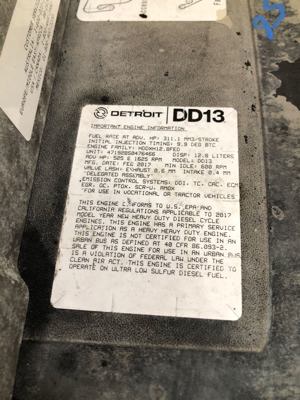 DETROIT DD13
IMPORTANT ENGINE INFORMATION
FUEL RATE AT ADV. HP: 311.1 MM3/STROKE
INITIAL INJECTION TIMING: 9.9 DEG BTC
ENGINE FAMILY: HDDXH12.8FED DISP: 12.8 LITERS
UNIT: 471928S0476466 MODEL: DD13
ADV HP: 525 @ 1625 RPM MIN IDLE: 600 RPM
DATE MFG: FEB 2017 INTAKE 0.4 MM
VALVE LASH: EXHAUST 0.6 MM
"DELEGATED ASSEMBLY"
EMISSION CONTROL SYSTEMS: DDI, TC, CAC, ECM
EGR, OC, PTOX, SCR-U, AMOX
FOR USE IN VOCATIONAL OR TRACTOR VEHICLES
THIS ENGINE CONFORMS TO U.S. EPA AND
CALIFORNIA REGULATIONS APPLICABLE TO 2017
MODEL YEAR NEW HEAVY DUTY DIESEL CYCLE
ENGINES. THIS ENGINE HAS A PRIMARY SERVICE
APPLICATION AS A HEAVY HEAVY DUTY ENGINE.
THIS ENGINE IS NOT CERTIFIED FOR USE IN AN
URBAN BUS AS DEFINED AT 40 CFR 86.093-2.
SALE OF THIS ENGINE FOR USE IN AN URBAN BUS
IS A VIOLATION OF FEDERAL LAW UNDER THE
CLEAN AIR ACT. THIS ENGINE IS CERTIFIED TO
OPERATE ON ULTRA LOW SULFUR DIESEL FUEL.